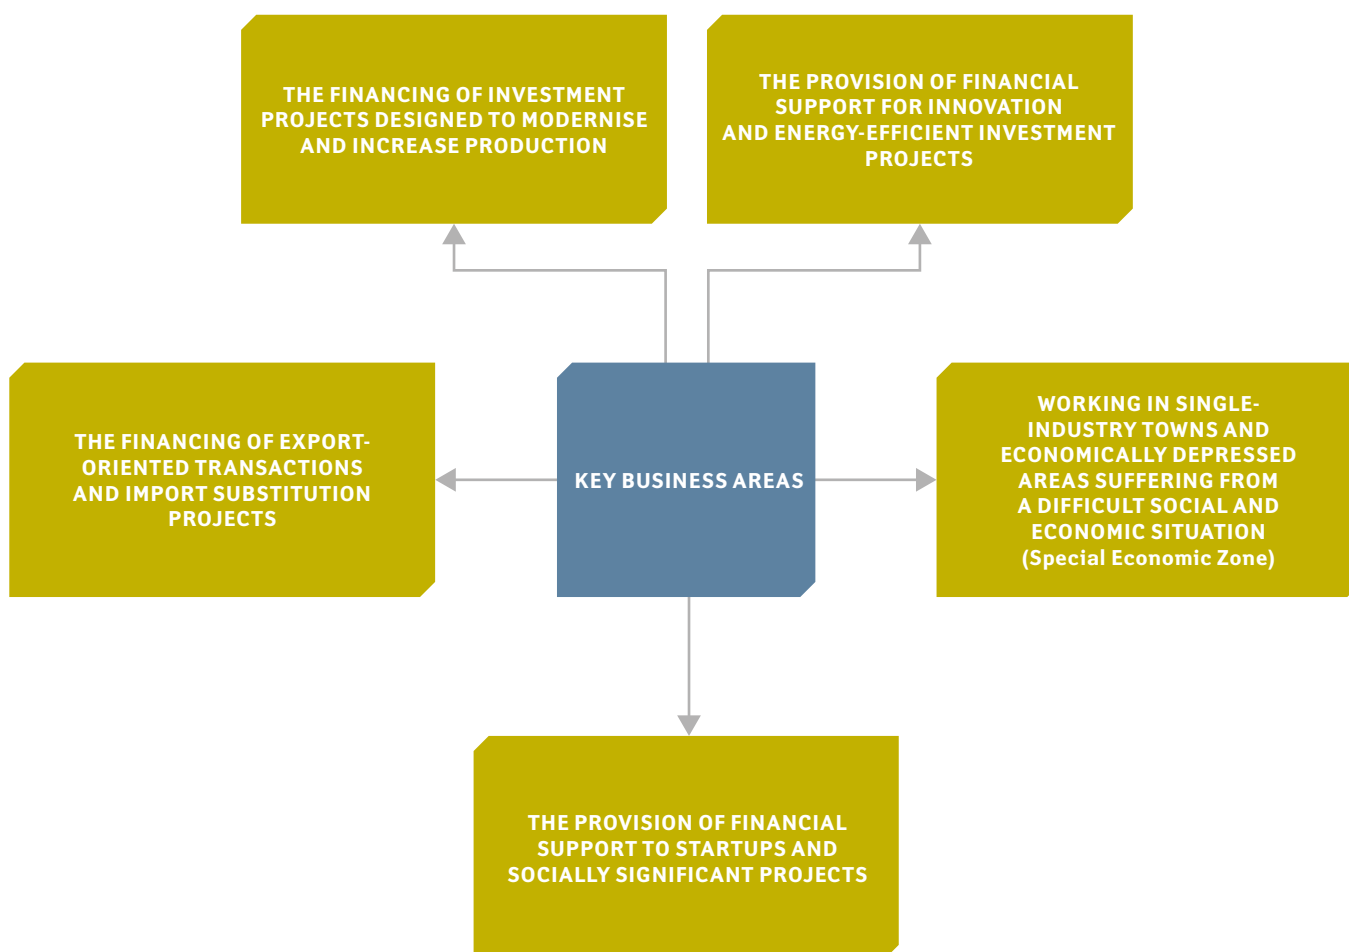 THE FINANCING OF INVESTMENT
PROJECTS DESIGNED TO MODERNISE
AND INCREASE PRODUCTION
THE PROVISION OF FINANCIAL
SUPPORT FOR INNOVATION
AND ENERGY-EFFICIENT INVESTMENT
PROJECTS
THE FINANCING OF EXPORT-
ORIENTED TRANSACTIONS
AND IMPORT SUBSTITUTION
PROJECTS
KEY BUSINESS AREAS
WORKING IN SINGLE-
INDUSTRY TOWNS AND
ECONOMICALLY DEPRESSED
AREAS SUFFERING FROM
A DIFFICULT SOCIAL AND
ECONOMIC SITUATION
(Special Economic Zone)
THE PROVISION OF FINANCIAL
SUPPORT TO STARTUPS AND
SOCIALLY SIGNIFICANT PROJECTS